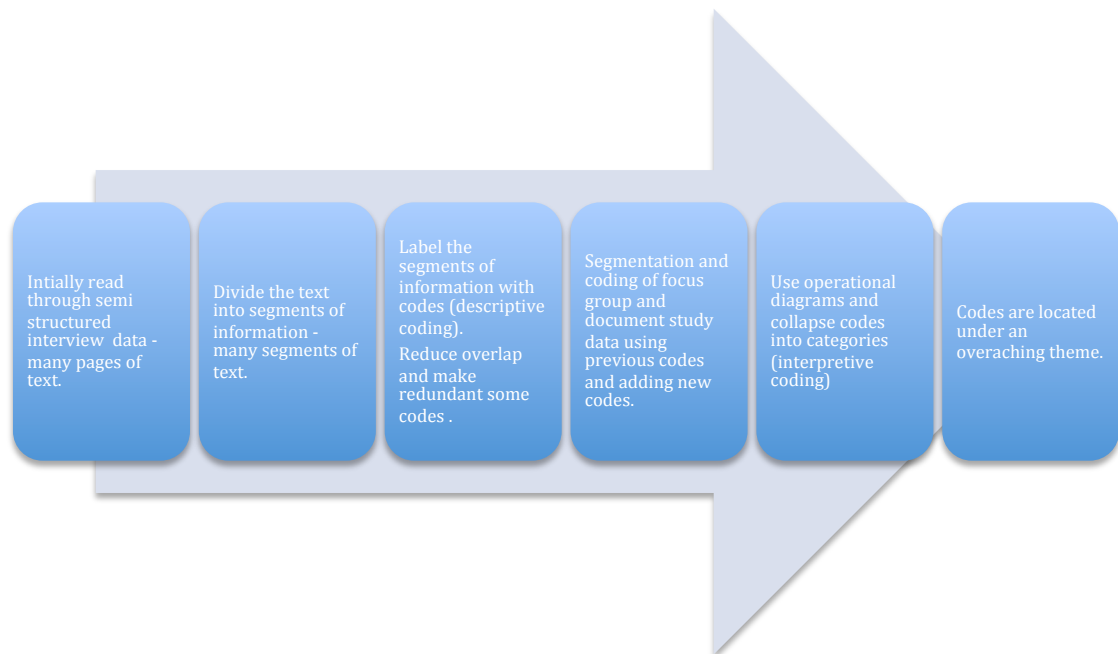 Intially read
through semi
structured
interview data -
many pages of
text.
Divide the text
into segments of
information -
many segments of
text.
Label the
segments of
information with
codes (descriptive
coding).
Reduce overlap
and make
redundant some
codes .
Segmentation and
coding of focus
group and
document study
data using
previous codes
and adding new
codes.
Use operational
diagrams and
collapse codes
into categories
(interpretive
coding)
Codes are located
under an
overaching theme.